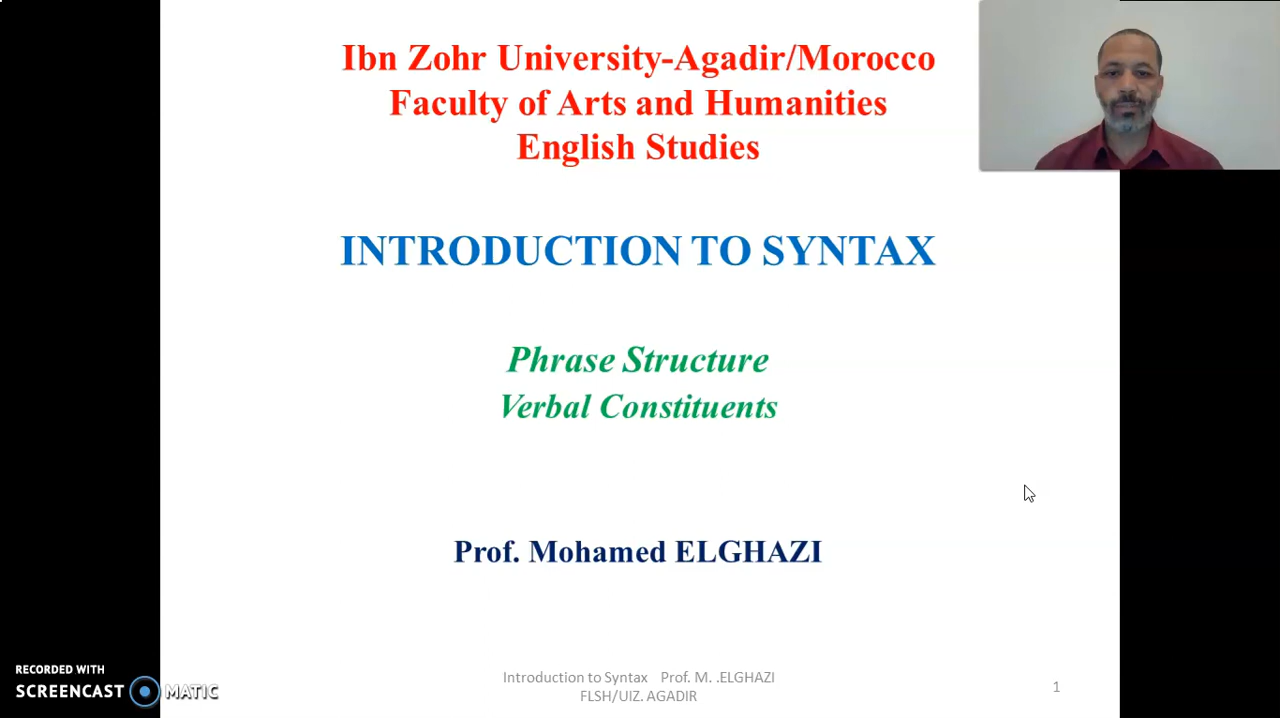 Ibn Zohr University-Agadir/Morocco
Faculty of Arts and Humanities
English Studies
INTRODUCTION TO SYNTAX
Phrase Structure
Verbal Constituents
Prof. Mohamed ELGHAZI
RECORDED WITH
SCREENCAST MATIC
Introduction to Syntax Prof. M. .ELGHAZI
FLSH/UIZ. AGADIR
1